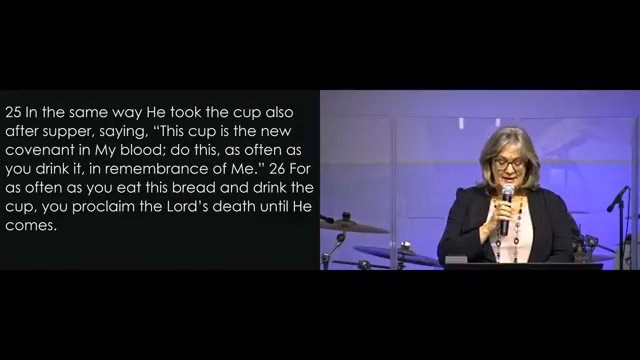 25 In the same way He took the cup also
after supper, saying, “This cup is the new
covenant in My blood; do this, as often as
you drink it, in remembrance of Me.” 26 For
as often as you eat this bread and drink the
cup, you proclaim the Lord’s death until He
comes.